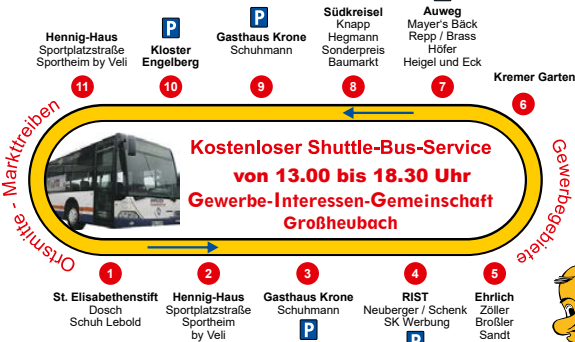 P
Hennig-Haus
Sportplatzstraße
Sportheim by Veli
Kloster
Engelberg
P
Gasthaus Krone
Schuhmann
Südkreisel
Knapp
Hegmann
Sonderpreis
Baumarkt
Auweg
Mayer's Bäck
Repp / Brass
Höfer
Heigel und Eck
Kremer Garten
11
10
9
8
7
6
Ortsmitte - Markttreiben
Kostenloser Shuttle-Bus-Service
von 13.00 bis 18.30 Uhr
Gewerbe-Interessen-Gemeinschaft
Großheubach
Gewerbegebiete
1
2
3
4
5
St. Elisabethenstift
Dosch
Schuh Lebold
Hennig-Haus
Sportplatzstraße
Sportheim
by Veli
Gasthaus Krone
Schuhmann
P
RIST
Neuberger / Schenk
SK Werbung
P
Ehrlich
Zöller
Broßler
Sandt